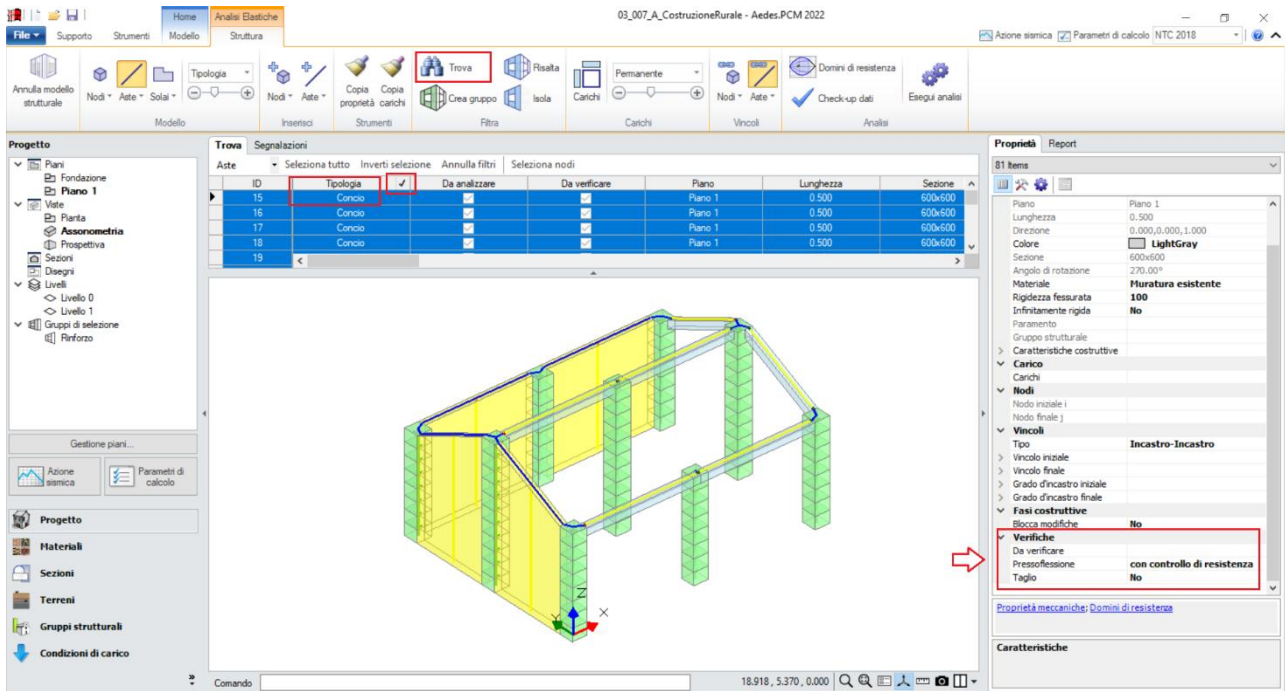 Home
Analisi Elastiche
03_007_A_CostruzioneRurale - Aedes.PCM 2022
File
Supporto
Strumenti
Modello
Struttura
Azione sismica
Parametri di calcolo
NTC 2018
Annulla modello strutturale
Nodi
Aste
Solai
Tipologia
Modello
Nodi
Aste
Inserisci
Copia proprietà
Copia carichi
Strumenti
Trova
Crea gruppo
Risalta
Isola
Filtra
Carichi
Permanente
Carichi
Nodi
Aste
Vincoli
Domini di resistenza
Check-up dati
Esegui analisi
Analisi
Progetto
Piani
Fondazione
Piano 1
Viste
Pianta
Assonometria
Prospettiva
Sezioni
Disegni
Livelli
Livello 0
Livello 1
Gruppi di selezione
Rinforzo
Gestione piani...
Azione sismica
Parametri di calcolo
Progetto
Materiali
Sezioni
Terreni
Gruppi strutturali
Condizioni di carico
Trova Segnalazioni
Aste Seleziona tutto Inverti selezione Annulla filtri Seleziona nodi
ID Tipologia ✓ Da analizzare Da verificare Piano Lunghezza Sezione
15 Concio Piano 1 0.500 600x600
16 Concio Piano 1 0.500 600x600
17 Concio Piano 1 0.500 600x600
18 Concio Piano 1 0.500 600x600
19
Z
Y
X
Comando
18.918 , 5.370 , 0.000
Proprietà Report
81 Items
Piano Piano 1
Lunghezza 0.500
Direzione 0.000,0.000,1.000
Colore LightGray
Sezione 600x600
Angolo di rotazione 270.00°
Materiale Muratura esistente
Rigidezza fessurata 100
Infinitamente rigida No
Paramento
Gruppo strutturale
Caratteristiche costruttive
Carico
Carichi
Nodi
Nodo iniziale i
Nodo finale j
Vincoli
Tipo Incastro-Incastro
Vincolo iniziale
Vincolo finale
Grado d'incastro iniziale
Grado d'incastro finale
Fasi costruttive
Blocca modifiche No
Verifiche
Da verificare
Pressoflessione con controllo di resistenza
Taglio No
Proprietà meccaniche; Domini di resistenza
Caratteristiche